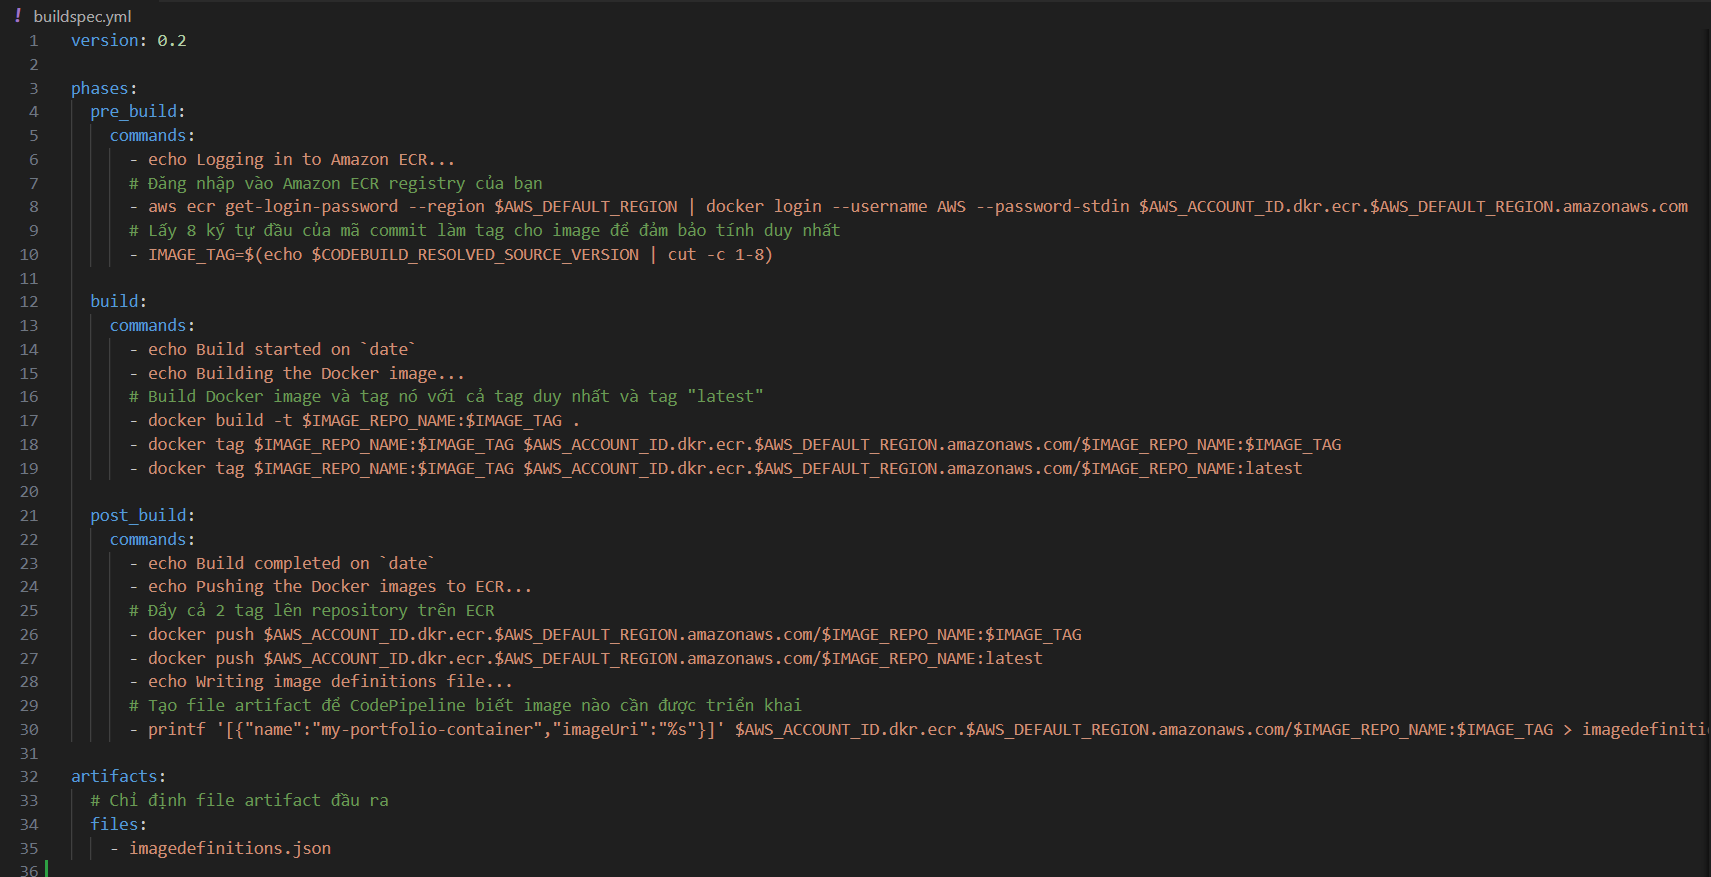 ! buildspec.yml
1 version: 0.2
2
3 phases:
4 pre_build:
5 commands:
6 - echo Logging in to Amazon ECR...
7 # Đăng nhập vào Amazon ECR registry của bạn
8 - aws ecr get-login-password --region $AWS_DEFAULT_REGION | docker login --username AWS --password-stdin $AWS_ACCOUNT_ID.dkr.ecr.$AWS_DEFAULT_REGION.amazonaws.com
9 # Lấy 8 ký tự đầu của mã commit làm tag cho image để đảm bảo tính duy nhất
10 - IMAGE_TAG=$(echo $CODEBUILD_RESOLVED_SOURCE_VERSION | cut -c 1-8)
11
12 build:
13 commands:
14 - echo Build started on `date`
15 - echo Building the Docker image...
16 # Build Docker image và tag nó với cả tag duy nhất và tag "latest"
17 - docker build -t $IMAGE_REPO_NAME:$IMAGE_TAG .
18 - docker tag $IMAGE_REPO_NAME:$IMAGE_TAG $AWS_ACCOUNT_ID.dkr.ecr.$AWS_DEFAULT_REGION.amazonaws.com/$IMAGE_REPO_NAME:$IMAGE_TAG
19 - docker tag $IMAGE_REPO_NAME:$IMAGE_TAG $AWS_ACCOUNT_ID.dkr.ecr.$AWS_DEFAULT_REGION.amazonaws.com/$IMAGE_REPO_NAME:latest
20
21 post_build:
22 commands:
23 - echo Build completed on `date`
24 - echo Pushing the Docker images to ECR...
25 # Đẩy cả 2 tag lên repository trên ECR
26 - docker push $AWS_ACCOUNT_ID.dkr.ecr.$AWS_DEFAULT_REGION.amazonaws.com/$IMAGE_REPO_NAME:$IMAGE_TAG
27 - docker push $AWS_ACCOUNT_ID.dkr.ecr.$AWS_DEFAULT_REGION.amazonaws.com/$IMAGE_REPO_NAME:latest
28 - echo Writing image definitions file...
29 # Tạo file artifact để CodePipeline biết image nào cần được triển khai
30 - printf '[{"name":"my-portfolio-container","imageUri":"%s"}]' $AWS_ACCOUNT_ID.dkr.ecr.$AWS_DEFAULT_REGION.amazonaws.com/$IMAGE_REPO_NAME:$IMAGE_TAG > imagedefiniti
31
32 artifacts:
33 # Chỉ định file artifact đầu ra
34 files:
35 - imagedefinitions.json
36